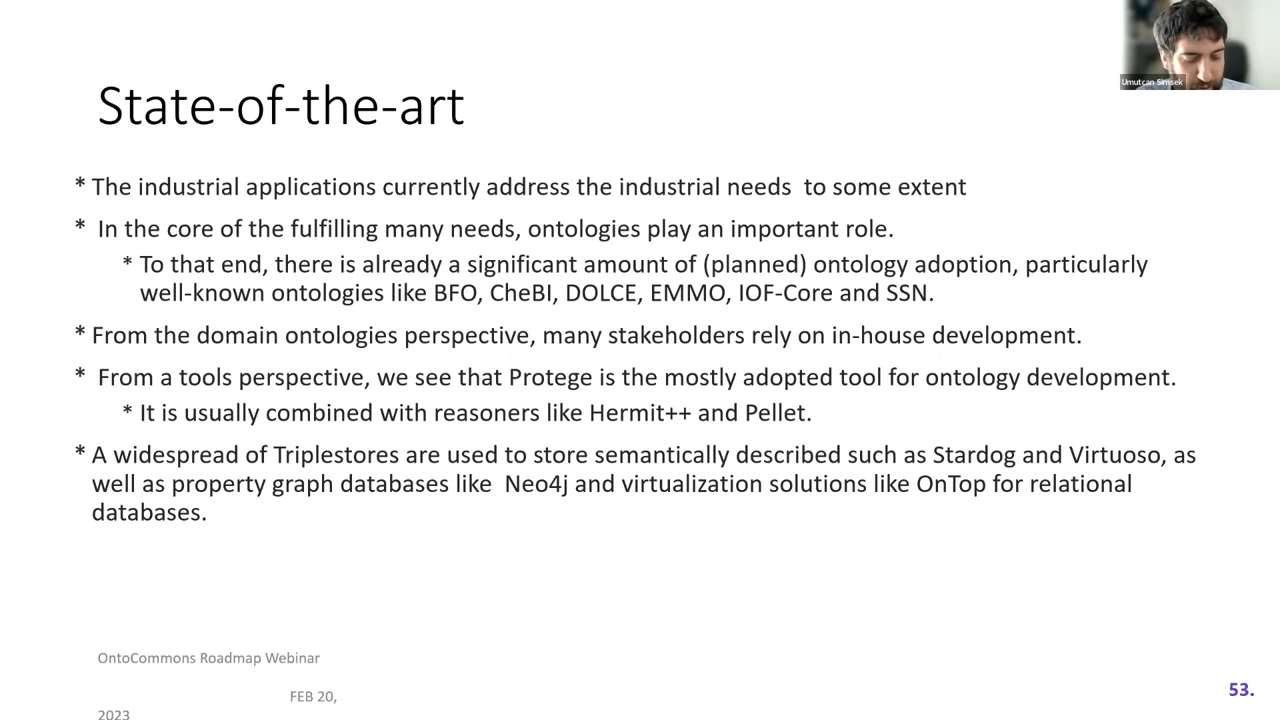 Umutcan Simsek
State-of-the-art
* The industrial applications currently address the industrial needs  to some extent
*  In the core of the fulfilling many needs, ontologies play an important role.
* To that end, there is already a significant amount of (planned) ontology adoption, particularly
well-known ontologies like BFO, CheBI, DOLCE, EMMO, IOF-Core and SSN.
* From the domain ontologies perspective, many stakeholders rely on in-house development.
*  From a tools perspective, we see that Protege is the mostly adopted tool for ontology development.
* It is usually combined with reasoners like Hermit++ and Pellet.
* A widespread of Triplestores are used to store semantically described such as Stardog and Virtuoso, as
well as property graph databases like  Neo4j and virtualization solutions like OnTop for relational
databases.
OntoCommons Roadmap Webinar
FEB 20,
2023
53.